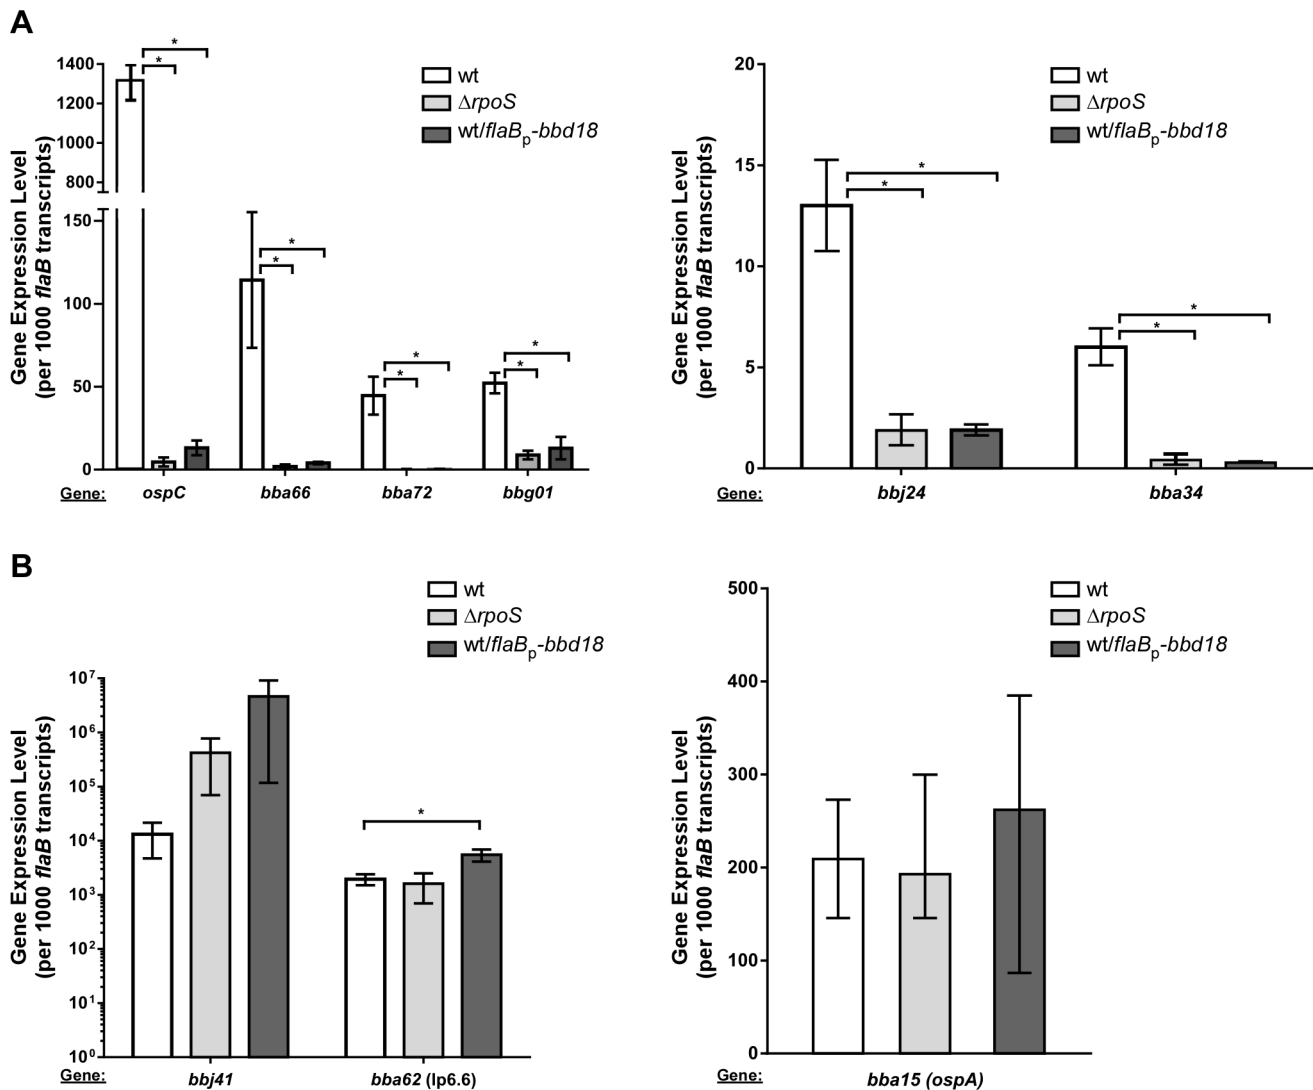 A
Gene Expression Level
(per 1000 flaB transcripts)
1400
1200
1000
800
150
100
50
0
*
*
*
*
*
*
*
*
wt
ΔrpoS
wt/flaBp-bbd18
Gene:
ospC
bba66
bba72
bbg01
Gene Expression Level
(per 1000 flaB transcripts)
20
15
10
5
0
*
*
*
*
wt
ΔrpoS
wt/flaBp-bbd18
Gene:
bbj24
bba34
B
Gene Expression Level
(per 1000 flaB transcripts)
10⁷
10⁶
10⁵
10⁴
10³
10²
10¹
10⁰
*
wt
ΔrpoS
wt/flaBp-bbd18
Gene:
bbj41
bba62 (lp6.6)
Gene Expression Level
(per 1000 flaB transcripts)
500
400
300
200
100
0
wt
ΔrpoS
wt/flaBp-bbd18
Gene:
bba15 (ospA)